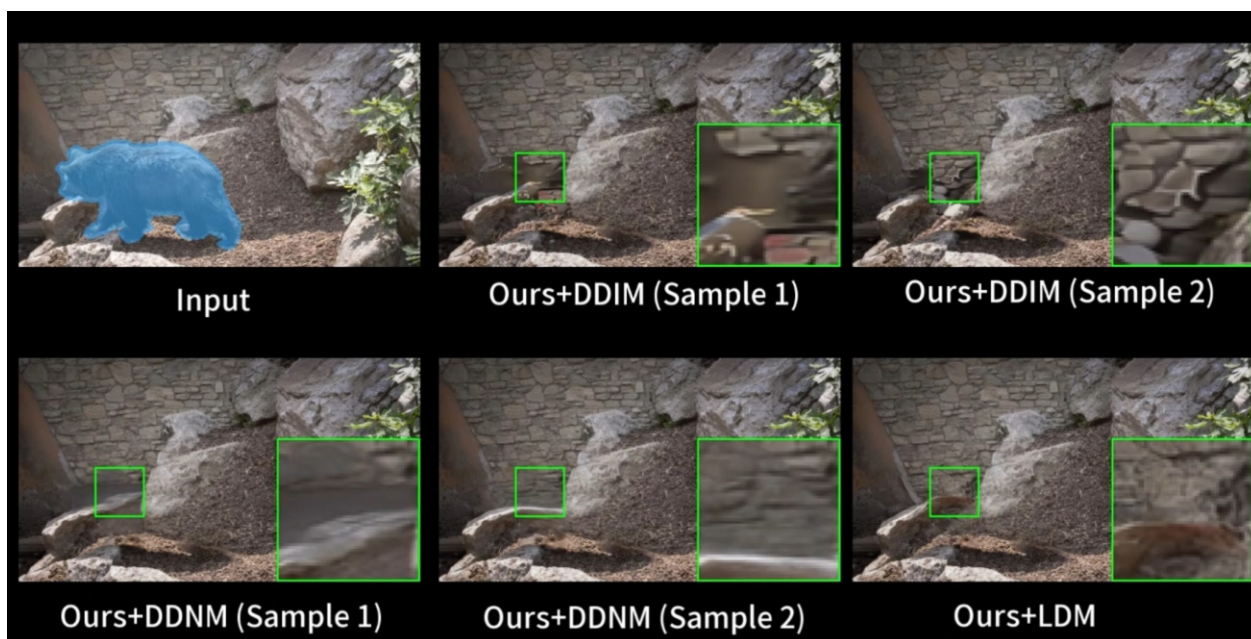 Input
Ours+DDIM (Sample 1)
Ours+DDIM (Sample 2)
Ours+DDNM (Sample 1)
Ours+DDNM (Sample 2)
Ours+LDM